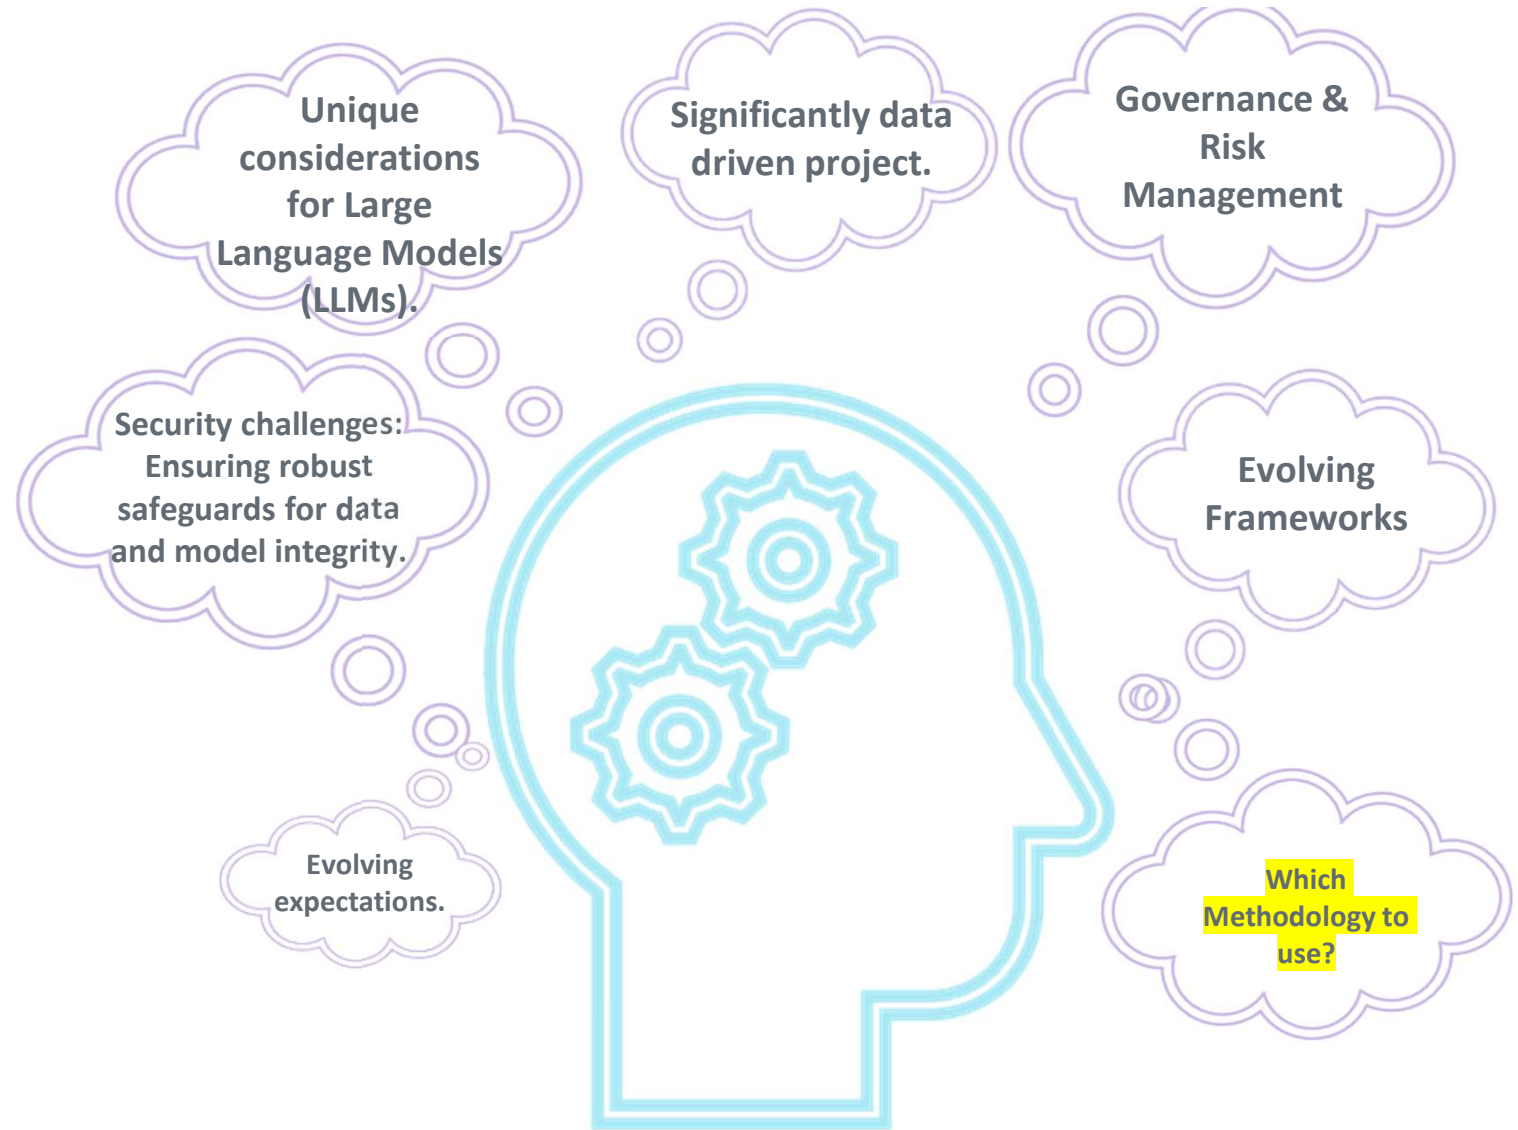 Unique
considerations
for Large
Language Models
(LLMs).
Significantly data
driven project.
Governance &
Risk
Management
Security challenges:
Ensuring robust
safeguards for data
and model integrity.
Evolving
Frameworks
Evolving
expectations.
Which
Methodology to
use?